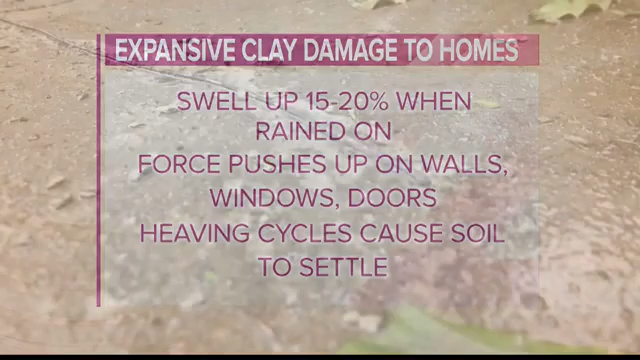 EXPANSIVE CLAY DAMAGE TO HOMES
SWELL UP 15-20% WHEN
RAINED ON
FORCE PUSHES UP ON WALLS,
WINDOWS, DOORS
HEAVING CYCLES CAUSE SOIL
TO SETTLE